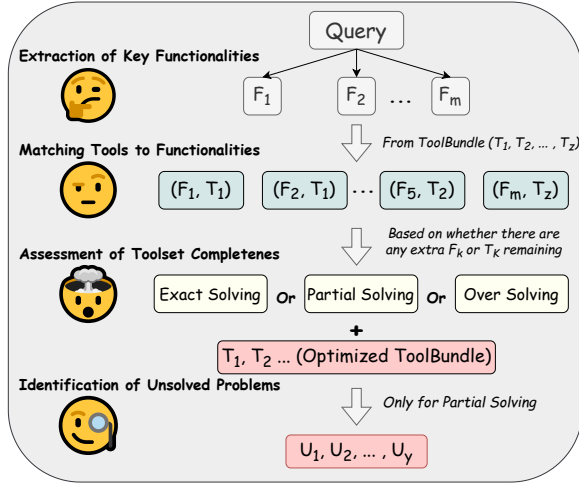 Query
Extraction of Key Functionalities
F1 F2 ... Fm
From ToolBundle (T1, T2, ... , Tz)
Matching Tools to Functionalities
(F1, T1) (F2, T1) ... (F5, T2) (Fm, Tz)
Based on whether there are
any extra Fk or TK remaining
Assessment of Toolset Completenes
Exact Solving Or Partial Solving Or Over Solving
+
T1, T2 ... (Optimized ToolBundle)
Identification of Unsolved Problems
Only for Partial Solving
U1, U2, ... , Uy